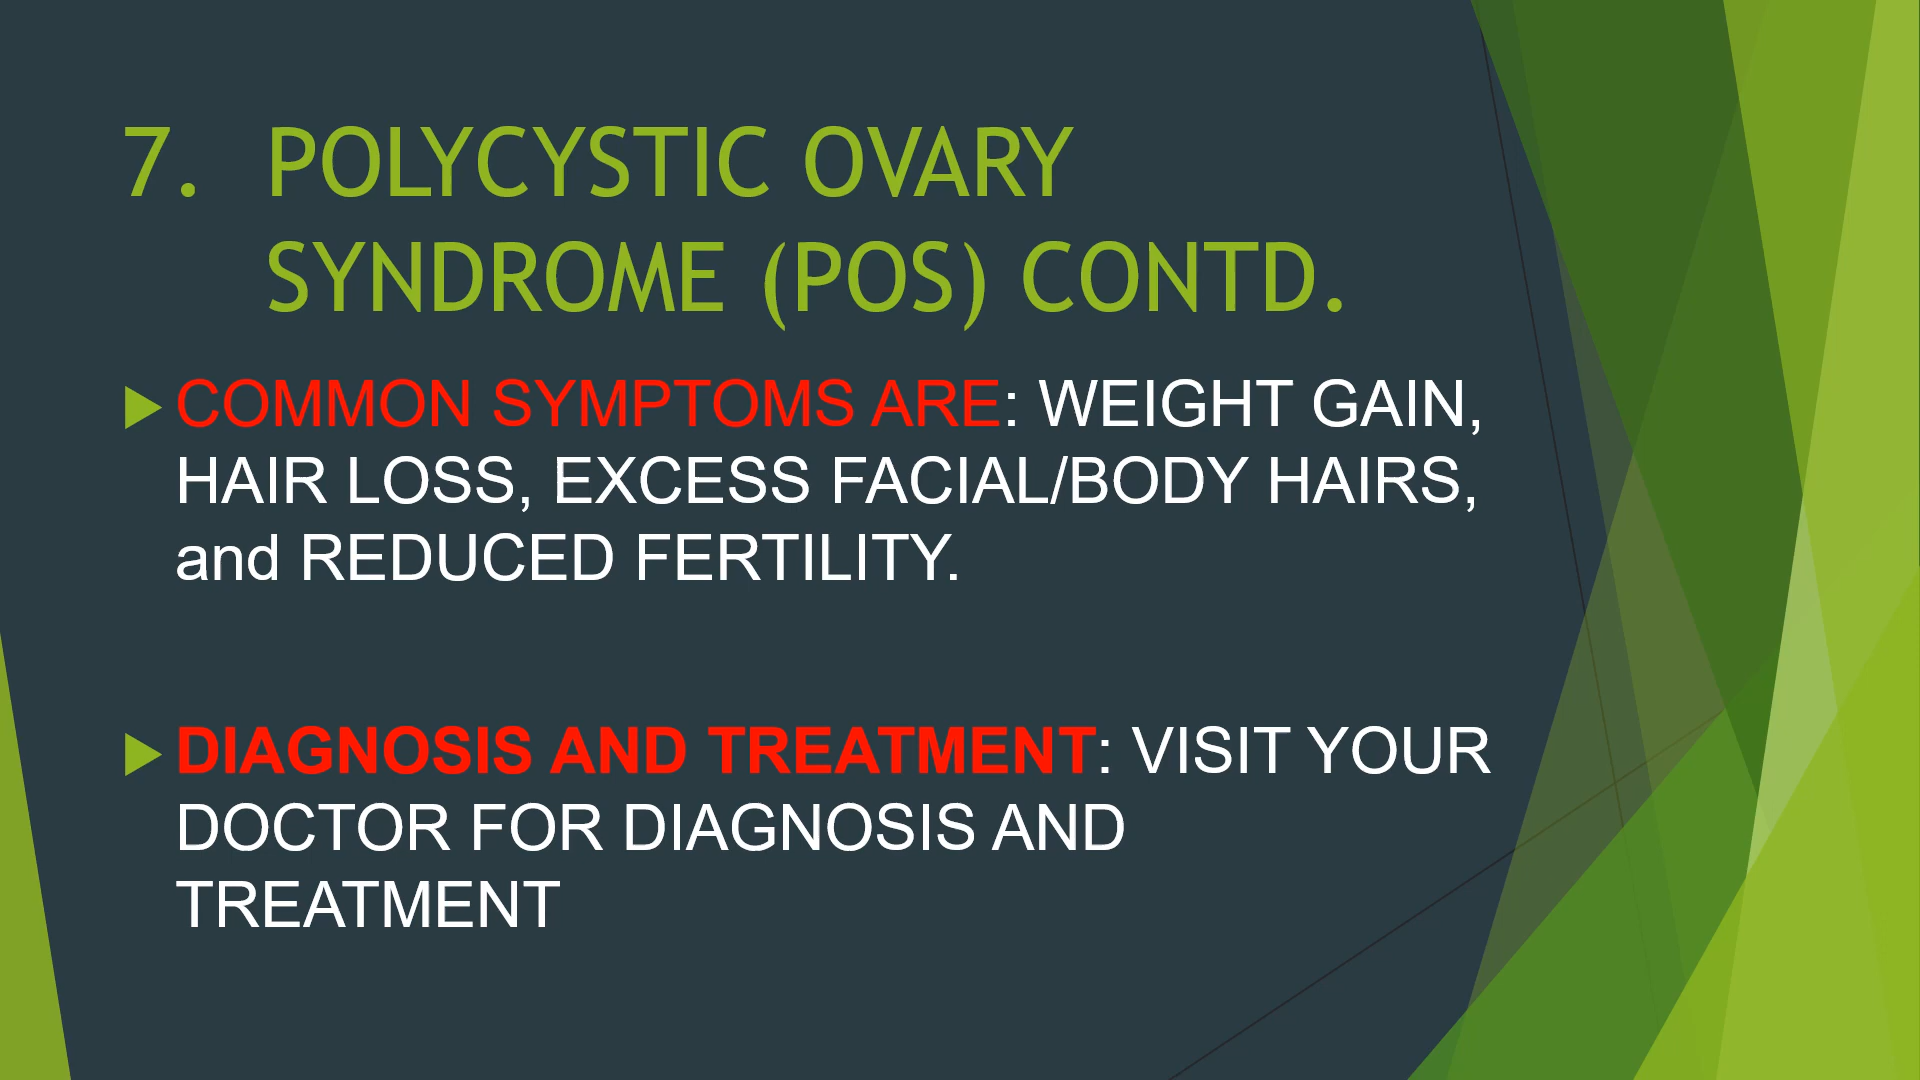 7. POLYCYSTIC OVARY
SYNDROME (POS) CONTD.
COMMON SYMPTOMS ARE: WEIGHT GAIN,
HAIR LOSS, EXCESS FACIAL/BODY HAIRS,
and REDUCED FERTILITY.
DIAGNOSIS AND TREATMENT: VISIT YOUR
DOCTOR FOR DIAGNOSIS AND
TREATMENT